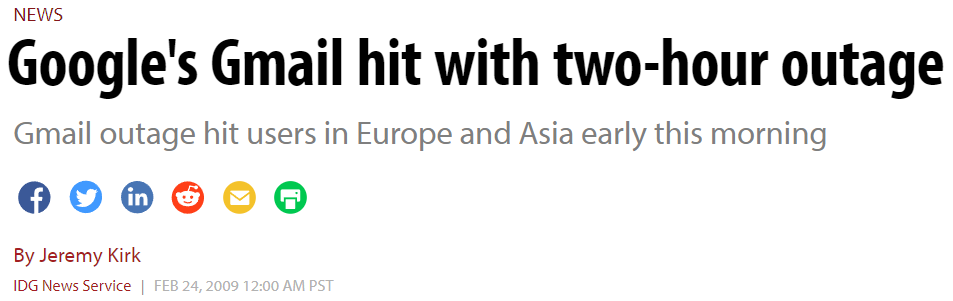 NEWS
Google's Gmail hit with two-hour outage
Gmail outage hit users in Europe and Asia early this morning
f
in
By Jeremy Kirk
IDG News Service | FEB 24, 2009 12:00 AM PST